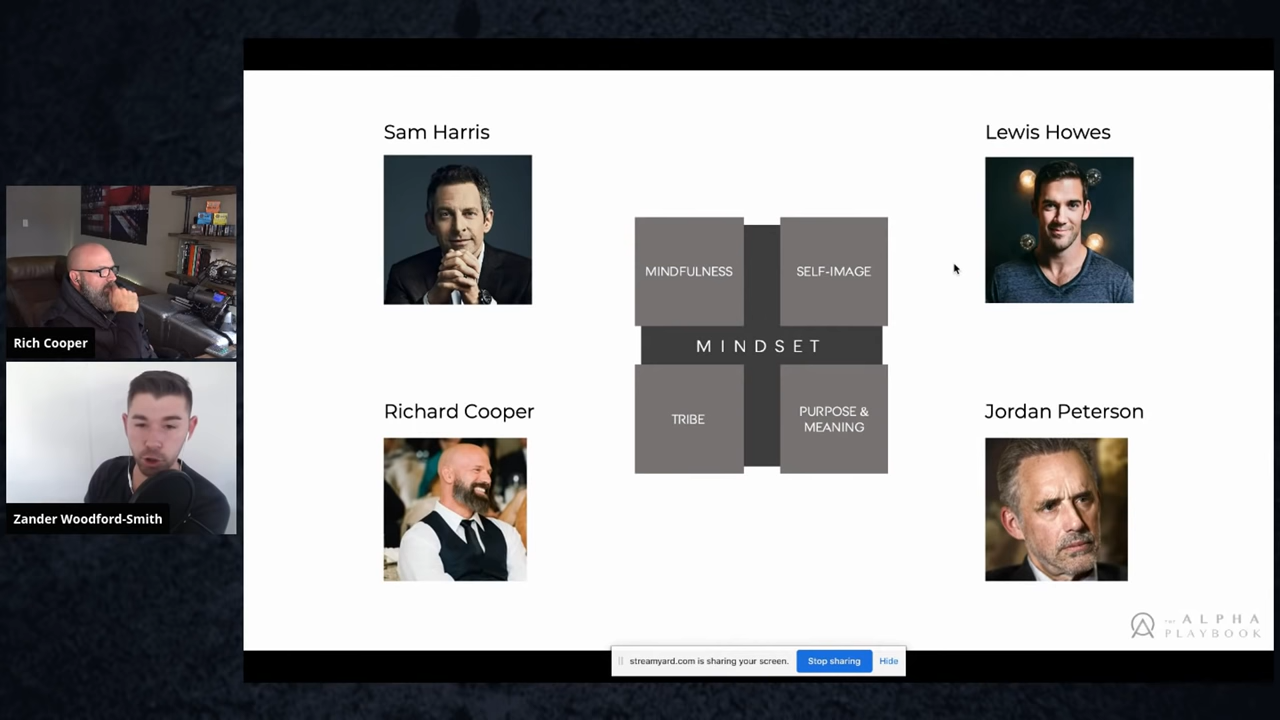 Sam Harris
Lewis Howes
MINDFULNESS
SELF-IMAGE
MINDSET
Rich Cooper
Richard Cooper
Jordan Peterson
TRIBE
PURPOSE &
MEANING
Zander Woodford-Smith
THE ALPHA
PLAYBOOK
streamyard.com is sharing your screen.
Stop sharing
Hide